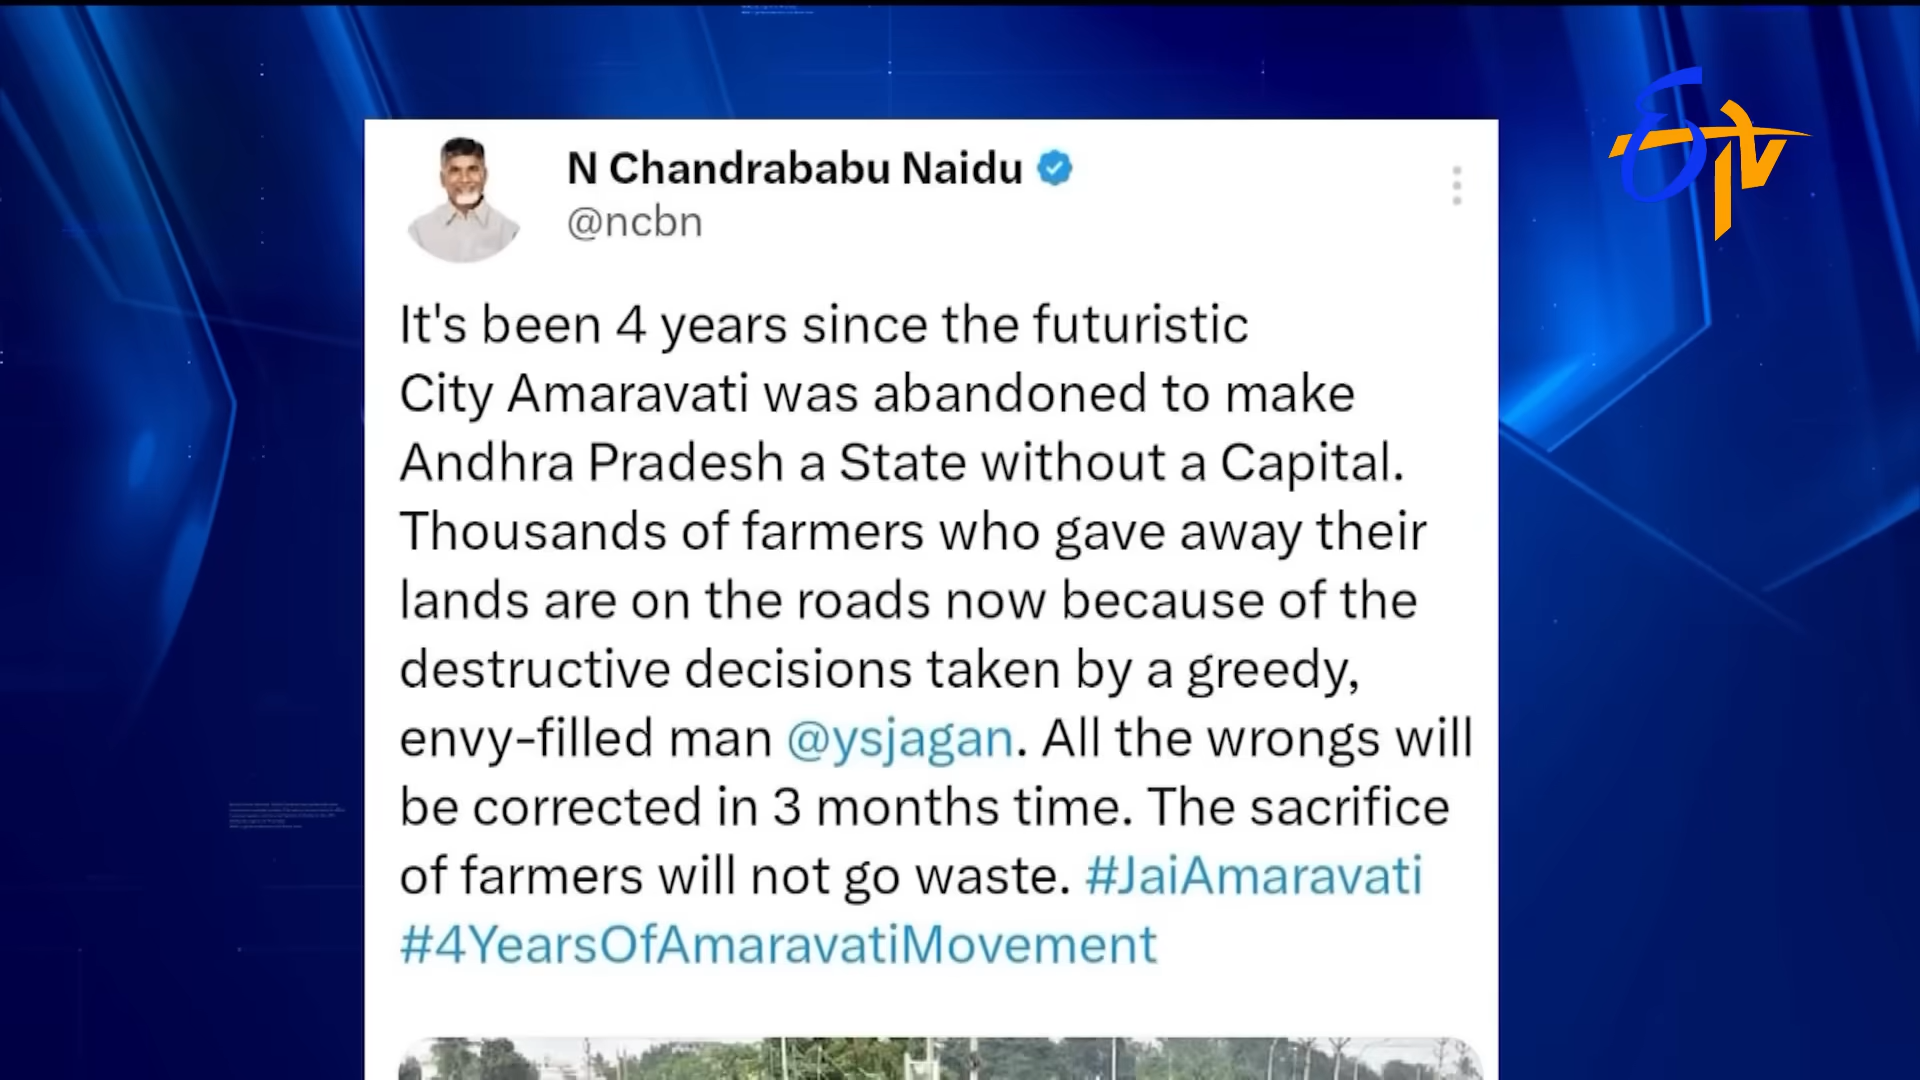 N Chandrababu Naidu
@ncbn
It's been 4 years since the futuristic
City Amaravati was abandoned to make
Andhra Pradesh a State without a Capital.
Thousands of farmers who gave away their
lands are on the roads now because of the
destructive decisions taken by a greedy,
envy-filled man @ysjagan. All the wrongs will
be corrected in 3 months time. The sacrifice
of farmers will not go waste. #JaiAmaravati
#4YearsOfAmaravatiMovement